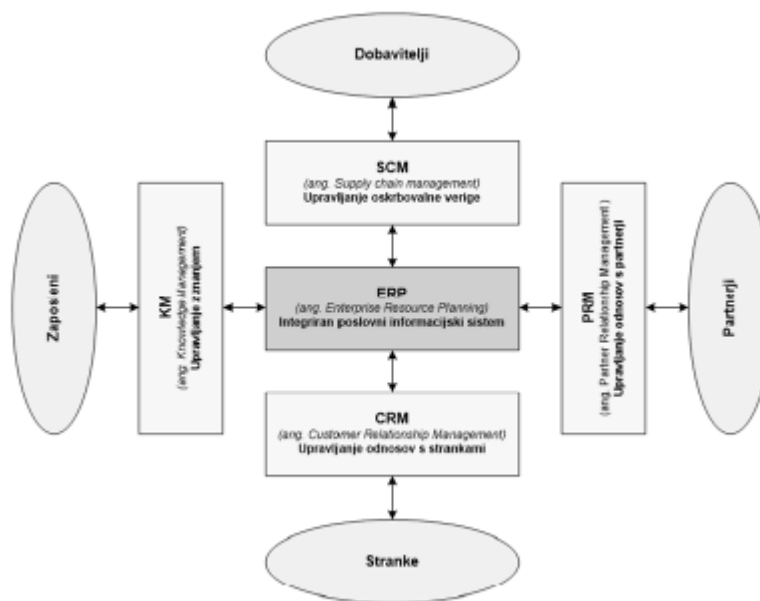 Dobavitelji
SCM
(ang. Supply chain management)
Upravljanje oskrbovalne verige
Zaposeni
KM
(eng. Knowledge Management)
Upravljanje z znanjem
ERP
(ang. Enterprise Resource Planning)
Integriran poslovni informacijski sistem
PRM
(ang. Partner Relationship Management )
Upravljanje odnosov s partnerji
Partnerji
CRM
(ang. Customer Relationship Management)
Upravljanje odnosov s strankami
Stranke